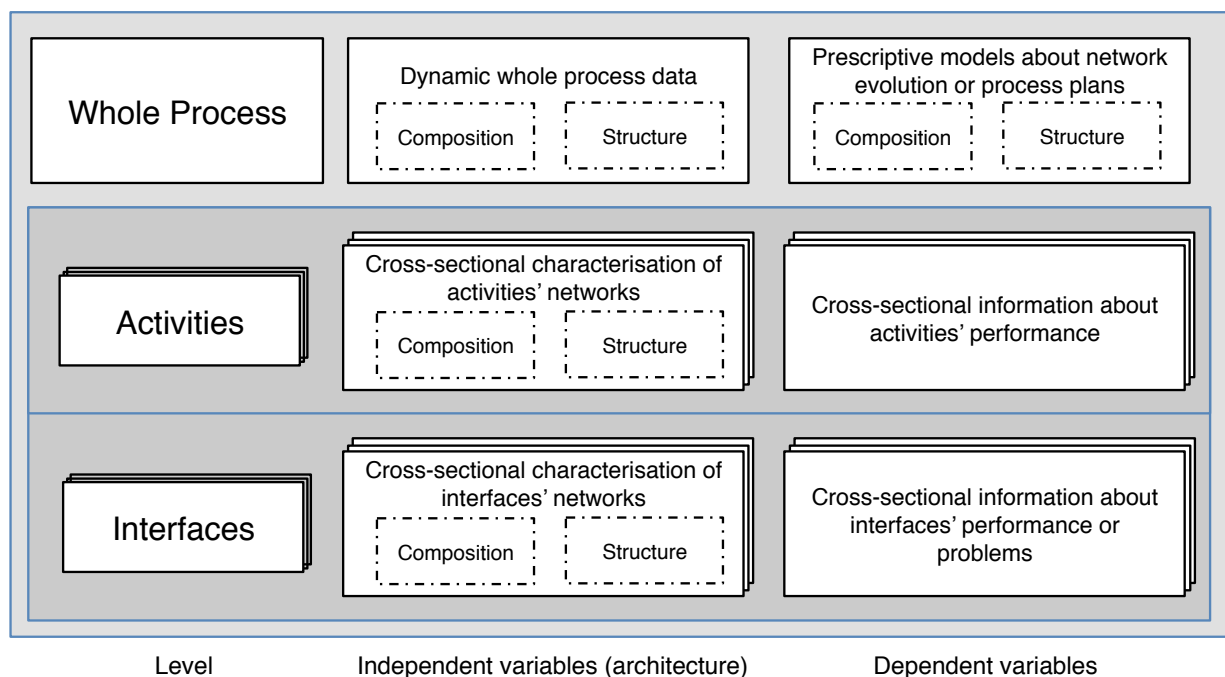 Whole Process
Dynamic whole process data
Composition
Structure
Prescriptive models about network
evolution or process plans
Composition
Structure
Activities
Cross-sectional characterisation of
activities’ networks
Composition
Structure
Cross-sectional information about
activities’ performance
Interfaces
Cross-sectional characterisation of
interfaces’ networks
Composition
Structure
Cross-sectional information about
interfaces’ performance or
problems
Level
Independent variables (architecture)
Dependent variables